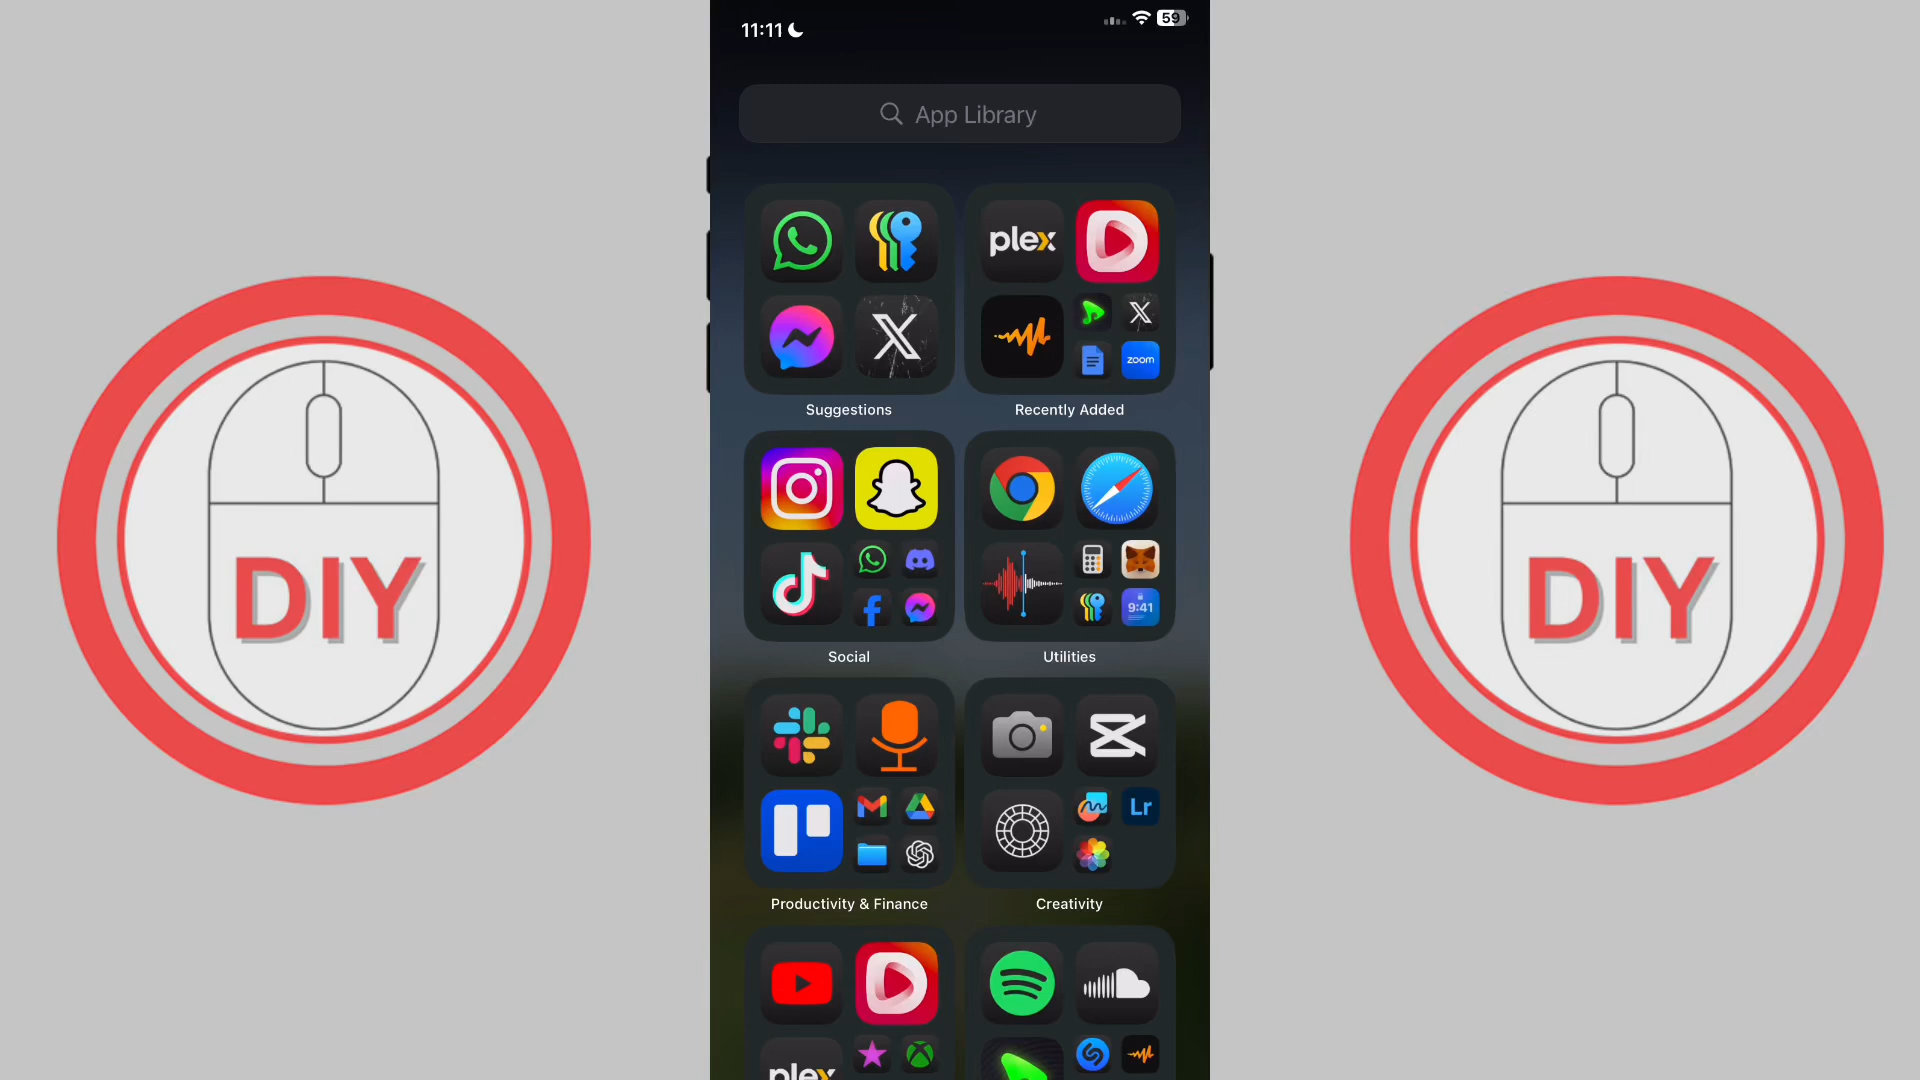 11:11
59
App Library
plex
zoom
Suggestions
Recently Added
9:41
Social
Utilities
DIY
DIY
Lr
Productivity & Finance
Creativity
plex